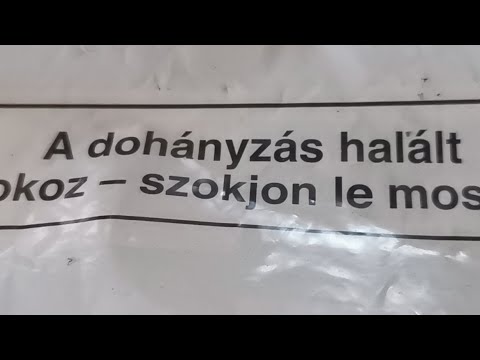 A dohányzás halált
okoz – szokjon le mos